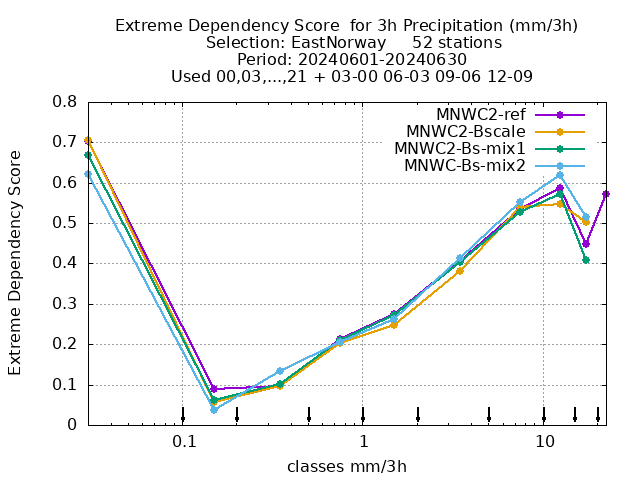 Extreme Dependency Score  for 3h Precipitation (mm/3h)
Selection: EastNorway     52 stations
Period: 20240601-20240630
Used 00,03,...,21 + 03-00 06-03 09-06 12-09
MNWC2-ref
MNWC2-Bscale
MNWC2-Bs-mix1
MNWC-Bs-mix2
Extreme Dependency Score
0.8
0.7
0.6
0.5
0.4
0.3
0.2
0.1
0
0.1
1
10
classes mm/3h